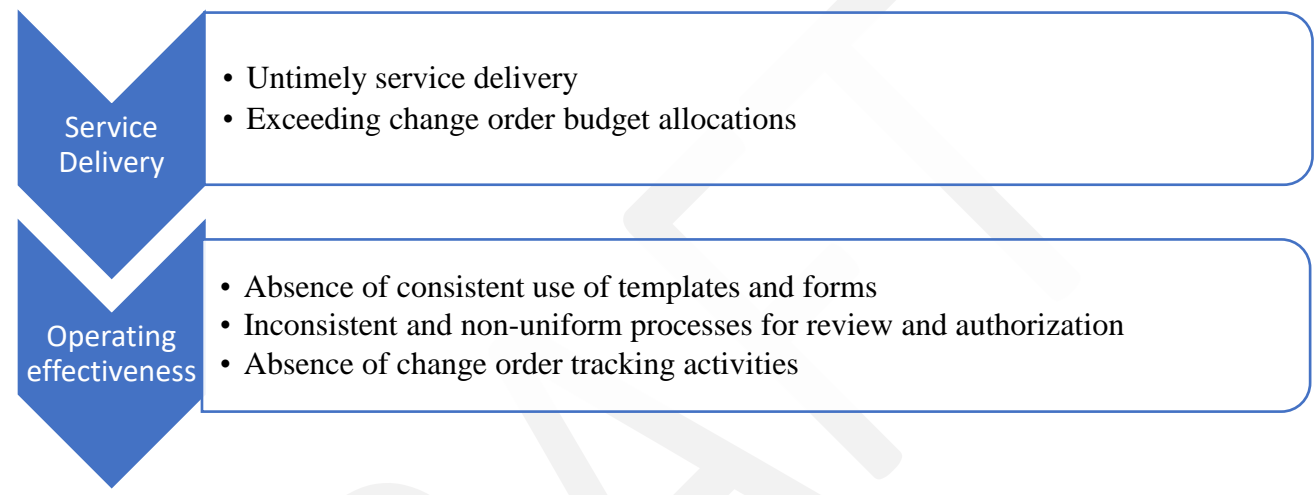 Service
Delivery
• Untimely service delivery
• Exceeding change order budget allocations
Operating
effectiveness
• Absence of consistent use of templates and forms
• Inconsistent and non-uniform processes for review and authorization
• Absence of change order tracking activities